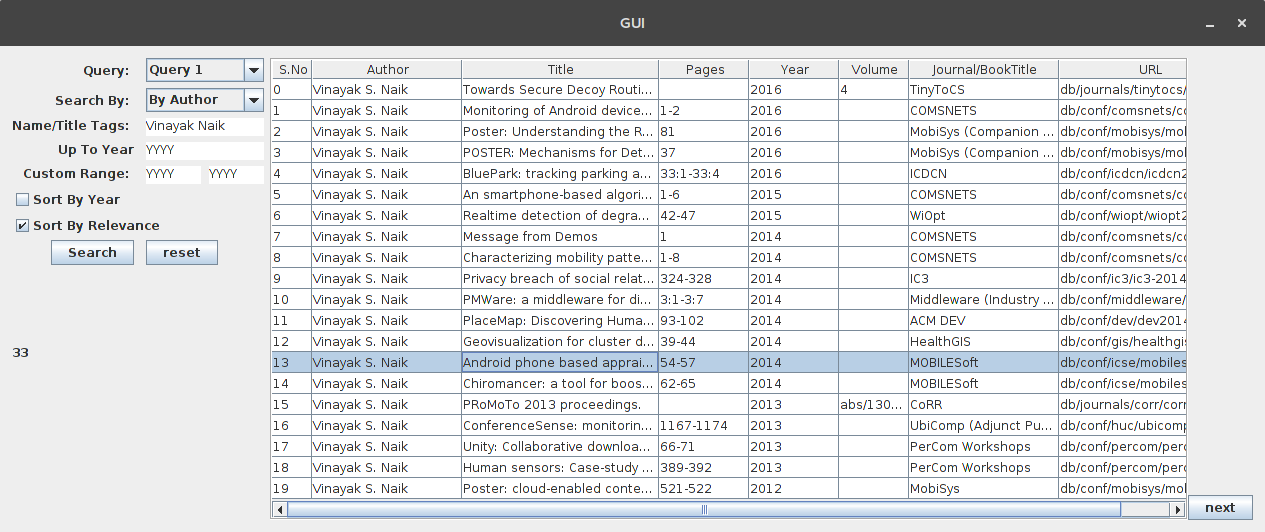 GUI
Query: Query 1
Search By: By Author
Name/Title Tags: Vinayak Naik
Up To Year YYYY
Custom Range: YYYY YYYY
Sort By Year
Sort By Relevance
Search reset
33
S.No Author Title Pages Year Volume Journal/BookTitle URL
0 Vinayak S. Naik Towards Secure Decoy Routi... 2016 4 TinyToCS db/journals/tinytocs/
1 Vinayak S. Naik Monitoring of Android device... 1-2 2016 COMSNETS db/conf/comsnets/co
2 Vinayak S. Naik Poster: Understanding the R... 81 2016 MobiSys (Companion ... db/conf/mobisys/mol
3 Vinayak S. Naik POSTER: Mechanisms for Det... 37 2016 MobiSys (Companion ... db/conf/mobisys/mol
4 Vinayak S. Naik BluePark: tracking parking a... 33:1-33:4 2016 ICDCN db/conf/icdcn/icdcn2
5 Vinayak S. Naik An smartphone-based algori... 1-6 2015 COMSNETS db/conf/comsnets/co
6 Vinayak S. Naik Realtime detection of degra... 42-47 2015 WiOpt db/conf/wiopt/wiopt2
7 Vinayak S. Naik Message from Demos 1 2014 COMSNETS db/conf/comsnets/co
8 Vinayak S. Naik Characterizing mobility patte... 1-8 2014 COMSNETS db/conf/comsnets/co
9 Vinayak S. Naik Privacy breach of social relat... 324-328 2014 IC3 db/conf/ic3/ic3-2014
10 Vinayak S. Naik PMWare: a middleware for di... 3:1-3:7 2014 Middleware (Industry ... db/conf/middleware/
11 Vinayak S. Naik PlaceMap: Discovering Huma... 93-102 2014 ACM DEV db/conf/dev/dev2014
12 Vinayak S. Naik Geovisualization for cluster d... 39-44 2014 HealthGIS db/conf/gis/healthgis
13 Vinayak S. Naik Android phone based apprai... 54-57 2014 MOBILESoft db/conf/icse/mobiles
14 Vinayak S. Naik Chiromancer: a tool for boos... 62-65 2014 MOBILESoft db/conf/icse/mobiles
15 Vinayak S. Naik PRoMoTo 2013 proceedings. 2013 abs/130... CoRR db/journals/corr/corr
16 Vinayak S. Naik ConferenceSense: monitorin... 1167-1174 2013 UbiComp (Adjunct Pu... db/conf/huc/ubicomp
17 Vinayak S. Naik Unity: Collaborative downloa... 66-71 2013 PerCom Workshops db/conf/percom/perc
18 Vinayak S. Naik Human sensors: Case-study ... 389-392 2013 PerCom Workshops db/conf/percom/perc
19 Vinayak S. Naik Poster: cloud-enabled conte... 521-522 2012 MobiSys db/conf/mobisys/mol
next